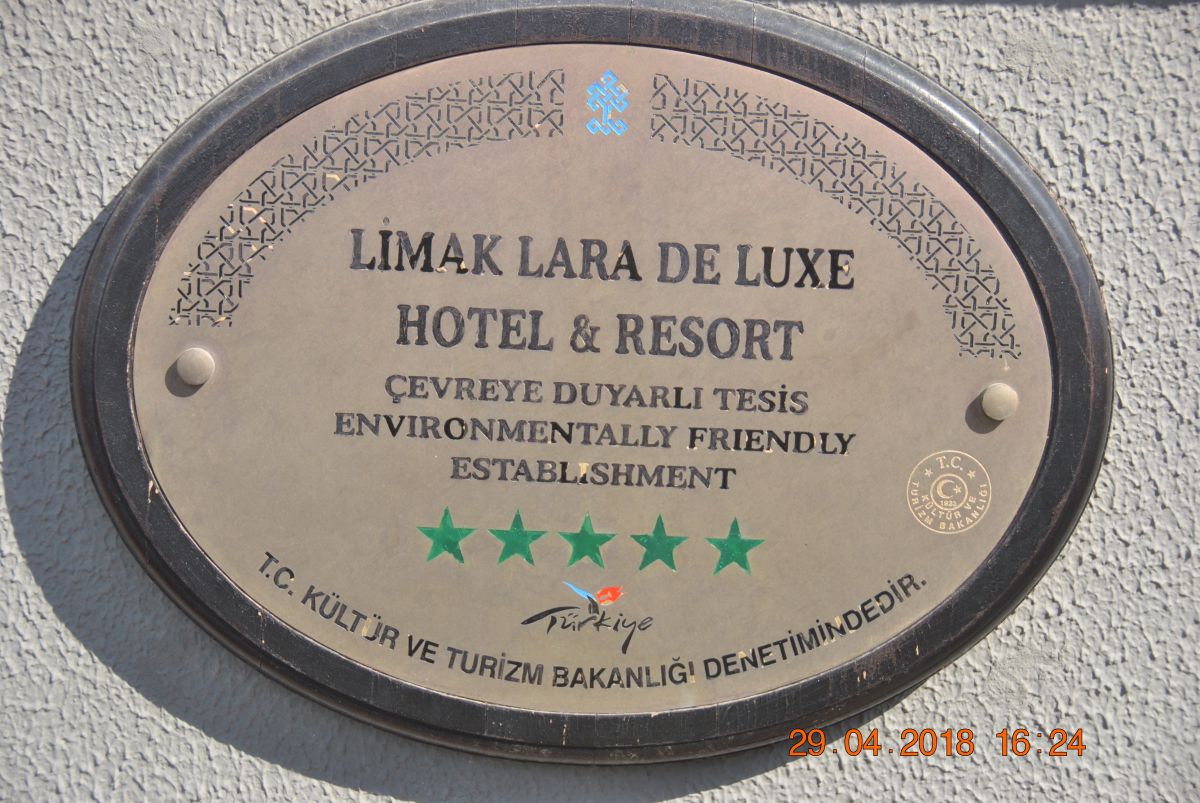 LİMAK LARA DE LUXE
HOTEL & RESORT
ÇEVREYE DUYARLI TESİS
ENVIRONMENTALLY FRIENDLY
ESTABLISHMENT
T.C.
1923
KÜLTÜR VE
TURİZM BAKANLIĞI
Türkiye
T.C. KÜLTÜR VE TURİZM BAKANLIĞI DENETİMİNDEDİR.
29.04.2018 16:24